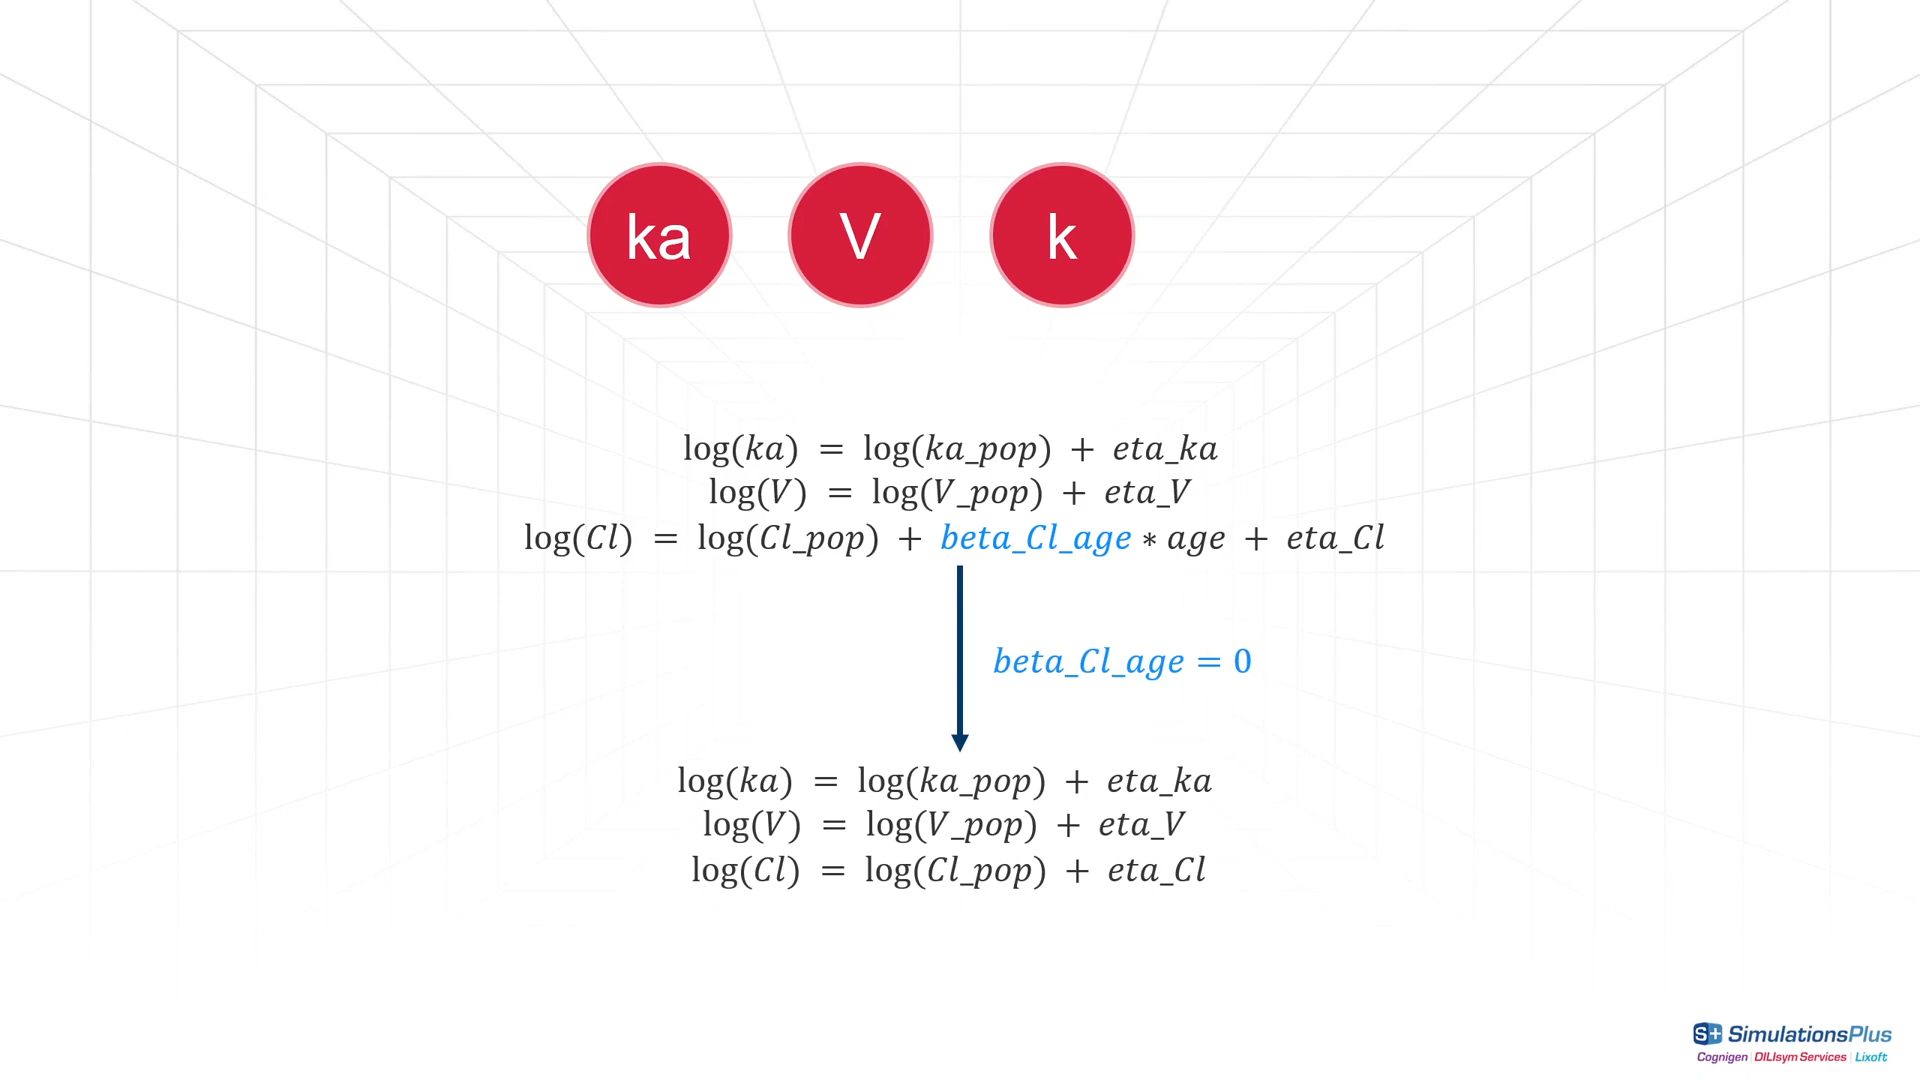 ka V k
log(ka) = log(ka_pop) + eta_ka
log(V) = log(V_pop) + eta_V
log(Cl) = log(Cl_pop) + beta_Cl_age * age + eta_Cl
beta_Cl_age = 0
log(ka) = log(ka_pop) + eta_ka
log(V) = log(V_pop) + eta_V
log(Cl) = log(Cl_pop) + eta_Cl
S+ SimulationsPlus
Cognigen | DILIsym Services | Lixoft